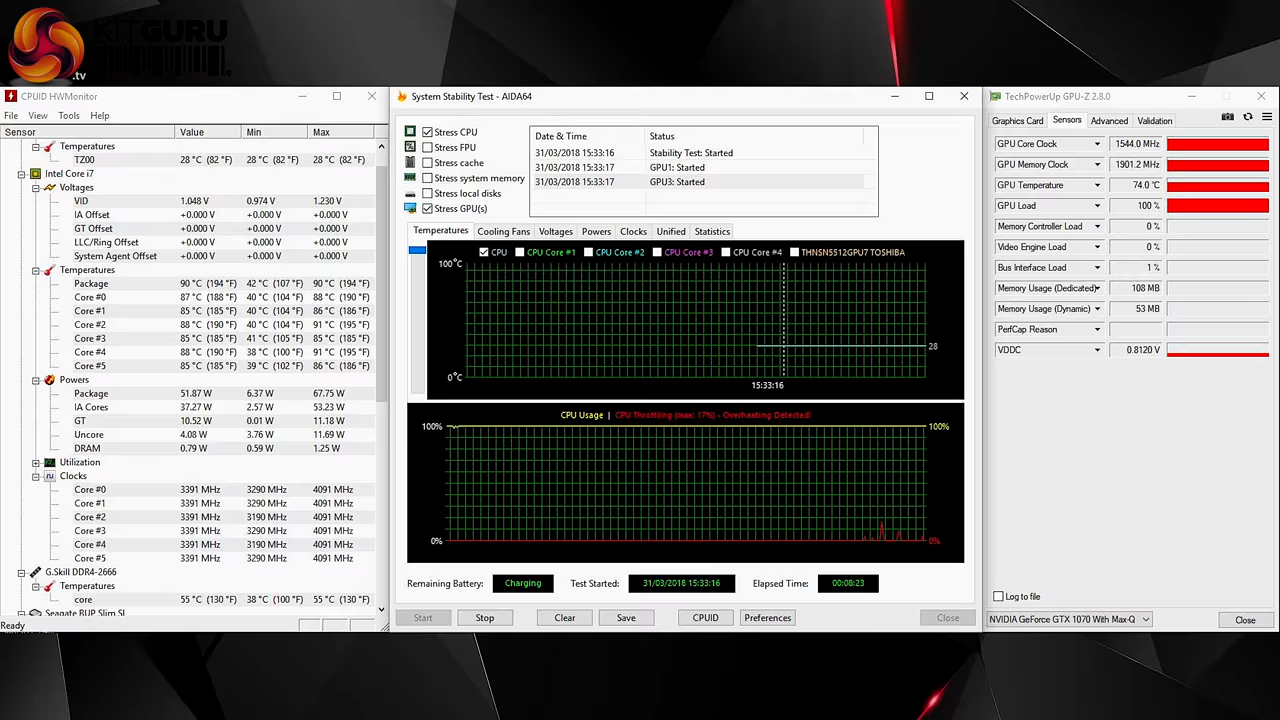 KITGURU
.tv
CPUID HWMonitor
File View Tools Help
Sensor Value Min Max
Temperatures
TZ00 28 °C (82 °F) 28 °C (82 °F) 28 °C (82 °F)
Intel Core i7
Voltages
VID 1.048 V 0.974 V 1.230 V
IA Offset +0.000 V +0.000 V +0.000 V
GT Offset +0.000 V +0.000 V +0.000 V
LLC/Ring Offset +0.000 V +0.000 V +0.000 V
System Agent Offset +0.000 V +0.000 V +0.000 V
Temperatures
Package 90 °C (194 °F) 42 °C (107 °F) 90 °C (194 °F)
Core #0 87 °C (188 °F) 40 °C (104 °F) 88 °C (190 °F)
Core #1 85 °C (185 °F) 40 °C (104 °F) 86 °C (186 °F)
Core #2 88 °C (190 °F) 40 °C (104 °F) 91 °C (195 °F)
Core #3 85 °C (185 °F) 41 °C (105 °F) 86 °C (186 °F)
Core #4 88 °C (190 °F) 38 °C (100 °F) 91 °C (195 °F)
Core #5 85 °C (185 °F) 39 °C (102 °F) 86 °C (186 °F)
Powers
Package 51.87 W 6.37 W 67.75 W
IA Cores 37.27 W 2.57 W 53.23 W
GT 10.52 W 0.01 W 11.18 W
Uncore 4.08 W 3.76 W 11.69 W
DRAM 0.79 W 0.59 W 1.25 W
Utilization
Clocks
Core #0 3391 MHz 3290 MHz 4091 MHz
Core #1 3391 MHz 3290 MHz 4091 MHz
Core #2 3391 MHz 3190 MHz 4091 MHz
Core #3 3391 MHz 3290 MHz 4091 MHz
Core #4 3391 MHz 3190 MHz 4091 MHz
Core #5 3391 MHz 3290 MHz 4091 MHz
G.Skill DDR4-2666
Temperatures
core 55 °C (130 °F) 38 °C (100 °F) 55 °C (130 °F)
Seagate BUP Slim SL
Ready
System Stability Test - AIDA64
Stress CPU
Stress FPU
Stress cache
Stress system memory
Stress local disks
Stress GPU(s)
Date & Time Status
31/03/2018 15:33:16 Stability Test: Started
31/03/2018 15:33:17 GPU1: Started
31/03/2018 15:33:17 GPU3: Started
Temperatures Cooling Fans Voltages Powers Clocks Unified Statistics
CPU CPU Core #1 CPU Core #2 CPU Core #3 CPU Core #4 THNSN5512GPU7 TOSHIBA
100°C
28
0°C
15:33:16
CPU Usage | CPU Throttling (max: 17%) - Overheating Detected!
100% 100%
0% 0%
Remaining Battery: Charging Test Started: 31/03/2018 15:33:16 Elapsed Time: 00:08:23
Start Stop Clear Save CPUID Preferences Close
TechPowerUp GPU-Z 2.8.0
Graphics Card Sensors Advanced Validation
GPU Core Clock 1544.0 MHz
GPU Memory Clock 1901.2 MHz
GPU Temperature 74.0 °C
GPU Load 100 %
Memory Controller Load 0 %
Video Engine Load 0 %
Bus Interface Load 1 %
Memory Usage (Dedicated) 108 MB
Memory Usage (Dynamic) 53 MB
PerfCap Reason
VDDC 0.8120 V
Log to file
NVIDIA GeForce GTX 1070 With Max-Q Close